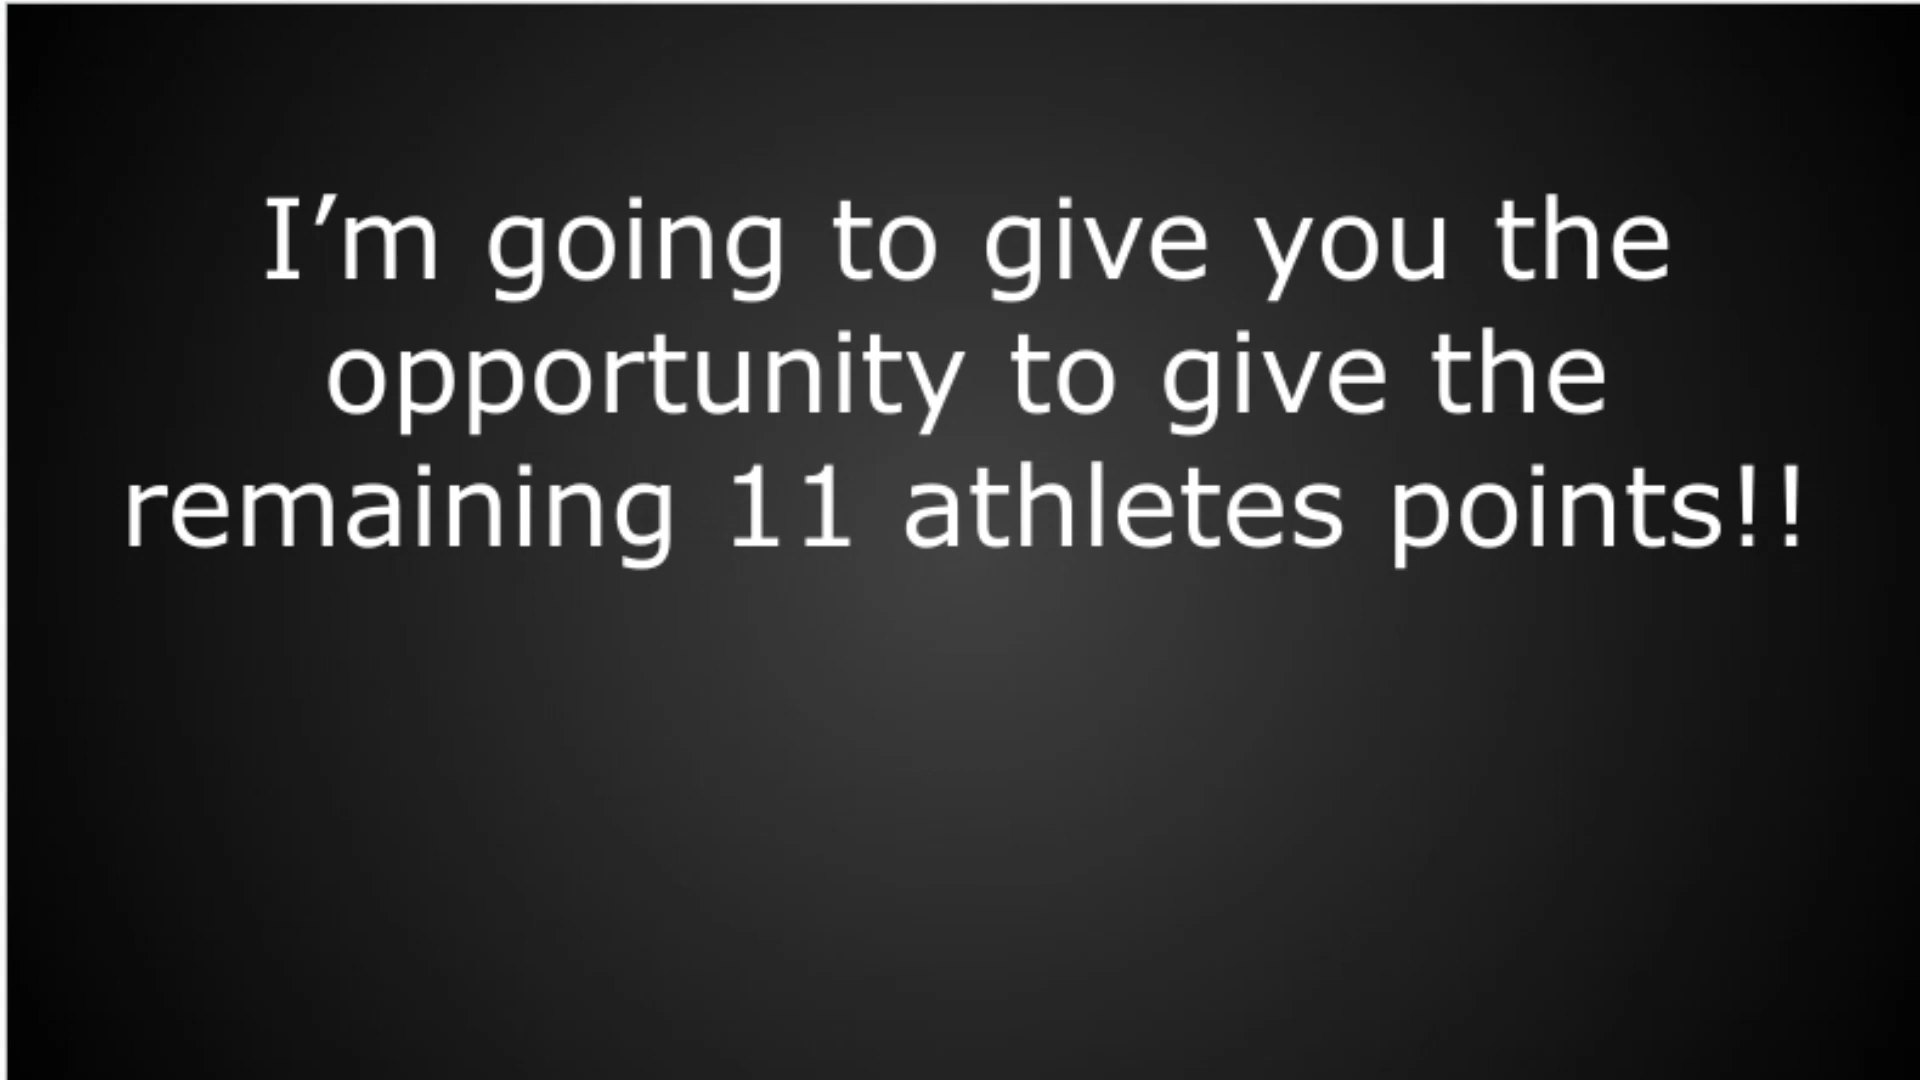 I’m going to give you the
opportunity to give the
remaining 11 athletes points!!